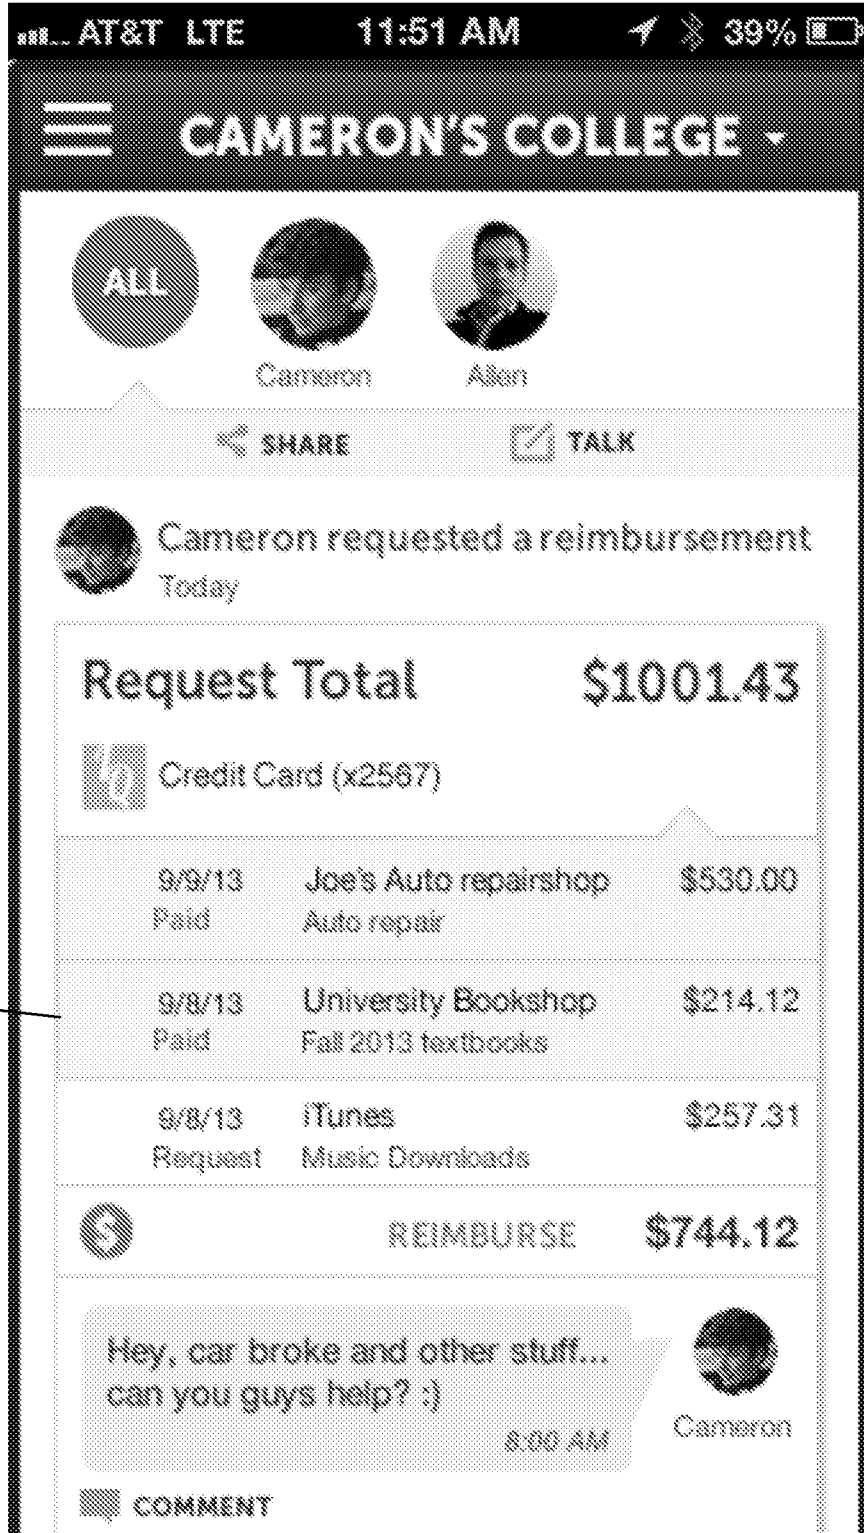 AT&T LTE 11:51 AM 39%
CAMERON'S COLLEGE
ALL
Cameron Allen
SHARE TALK
Cameron requested a reimbursement
Today
Request Total $1001.43
Credit Card (x2567)
9/9/13 Joe's Auto repairshop $530.00
Paid Auto repair
9/8/13 University Bookshop $214.12
Paid Fall 2013 textbooks
9/8/13 iTunes $257.31
Request Music Downloads
$ REIMBURSE $744.12
Hey, car broke and other stuff...
can you guys help? :)
8:00 AM
Cameron
COMMENT